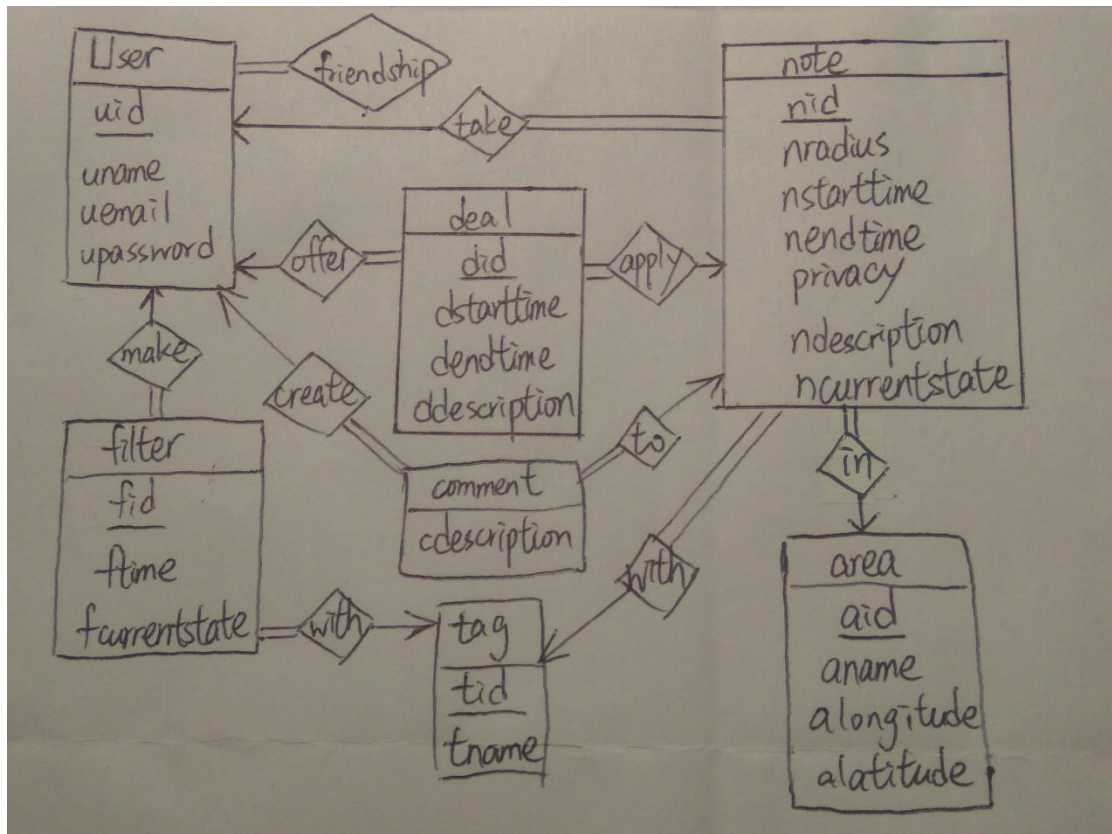 User
uid
uname
uemail
upassword
friendship
take
note
nid
nradius
nstarttime
nendtime
privacy
ndescription
ncurrentstate
offer
deal
did
dstarttime
dendtime
ddescription
apply
make
create
to
in
filter
fid
ftime
fcurrentstate
comment
cdescription
with
with
tag
tid
tname
area
aid
aname
alongitude
alatitude